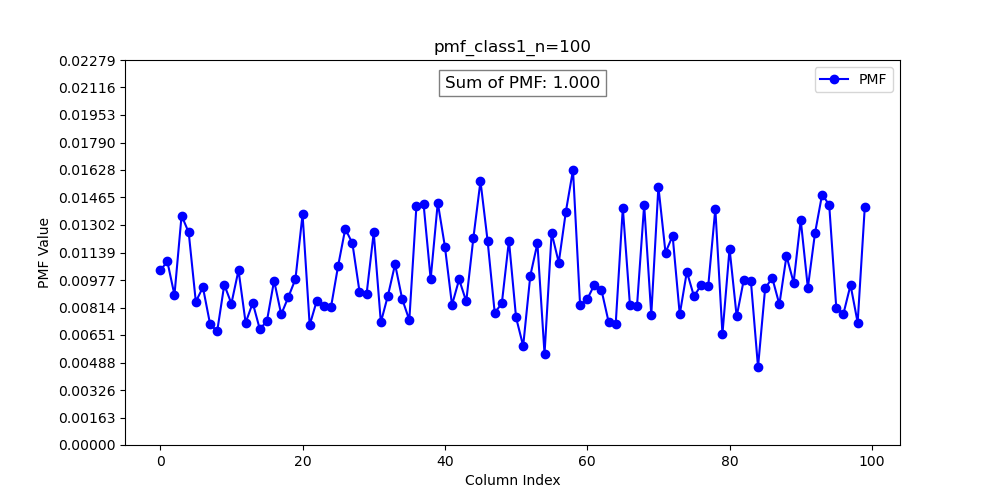 pmf_class1_n=100
Sum of PMF: 1.000
PMF
PMF Value
0.02279
0.02116
0.01953
0.01790
0.01628
0.01465
0.01302
0.01139
0.00977
0.00814
0.00651
0.00488
0.00326
0.00163
0.00000
0 20 40 60 80 100
Column Index